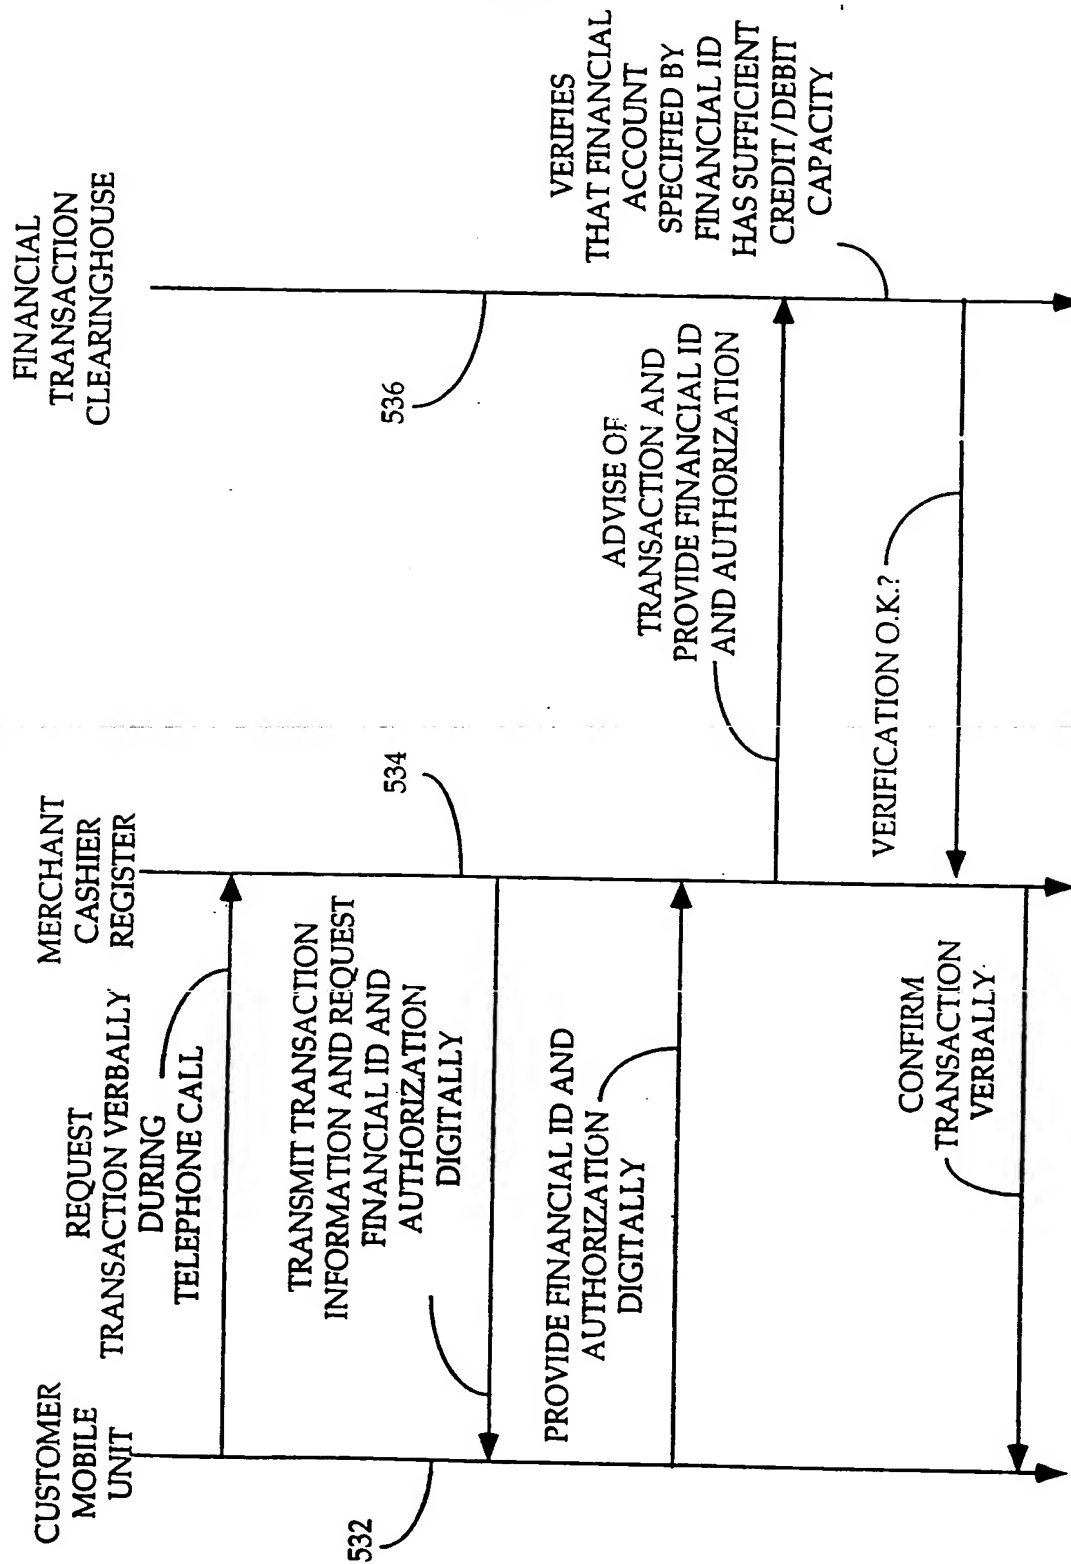 CUSTOMER
MOBILE
UNIT
MERCHANT
CASHIER
REGISTER
FINANCIAL
TRANSACTION
CLEARINGHOUSE
REQUEST
TRANSACTION VERBALLY
DURING
TELEPHONE CALL
532
534
536
TRANSMIT TRANSACTION
INFORMATION AND REQUEST
FINANCIAL ID AND
AUTHORIZATION
DIGITALLY
PROVIDE FINANCIAL ID AND
AUTHORIZATION
DIGITALLY
ADVISE OF
TRANSACTION AND
PROVIDE FINANCIAL ID
AND AUTHORIZATION
VERIFIES
THAT FINANCIAL
ACCOUNT
SPECIFIED BY
FINANCIAL ID
HAS SUFFICIENT
CREDIT/DEBIT
CAPACITY
VERIFICATION O.K.?
CONFIRM
TRANSACTION
VERBALLY